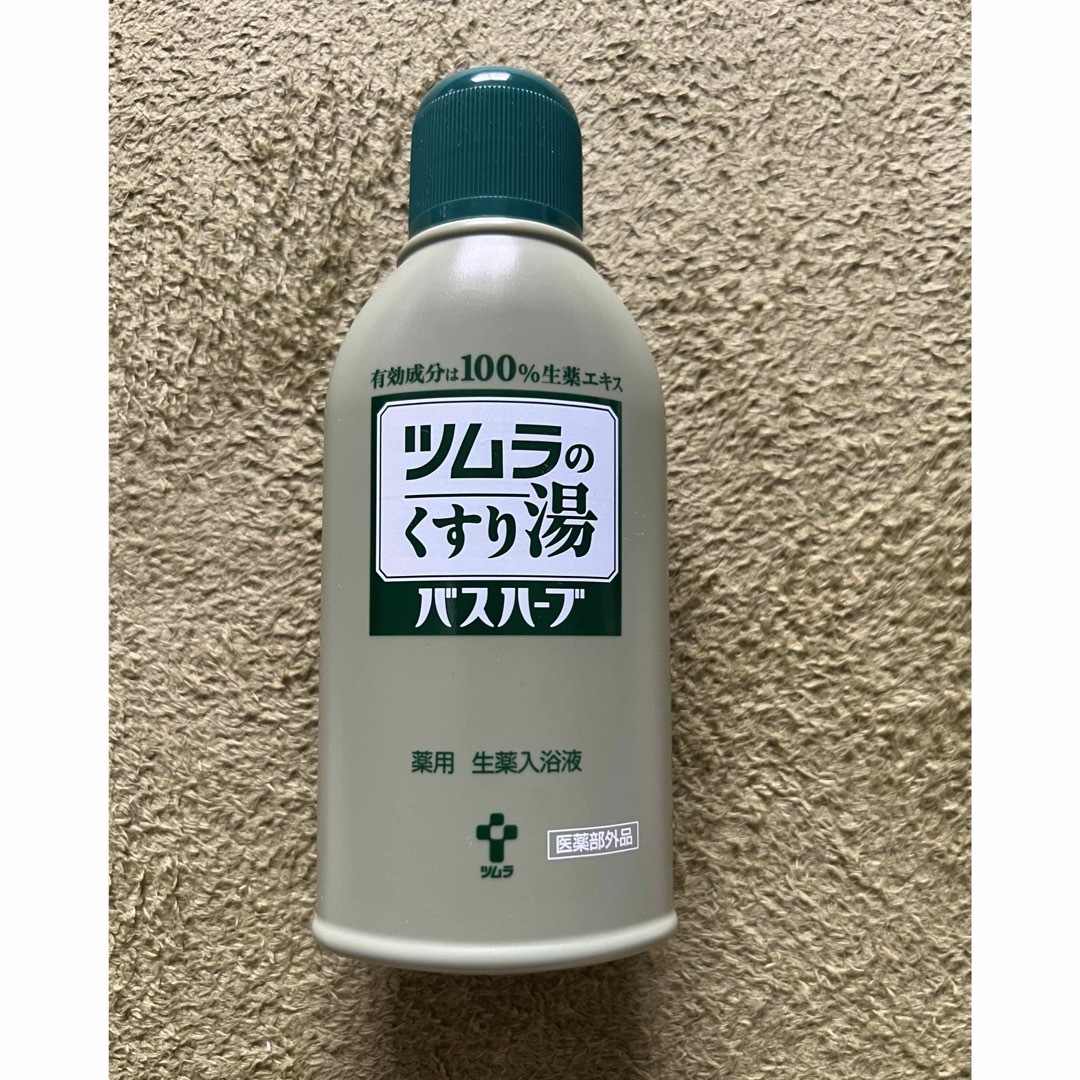 有効成分は100%生薬エキス
ツムラの
くすり湯
バスハーブ
薬用 生薬入浴液
ツムラ
医薬部外品